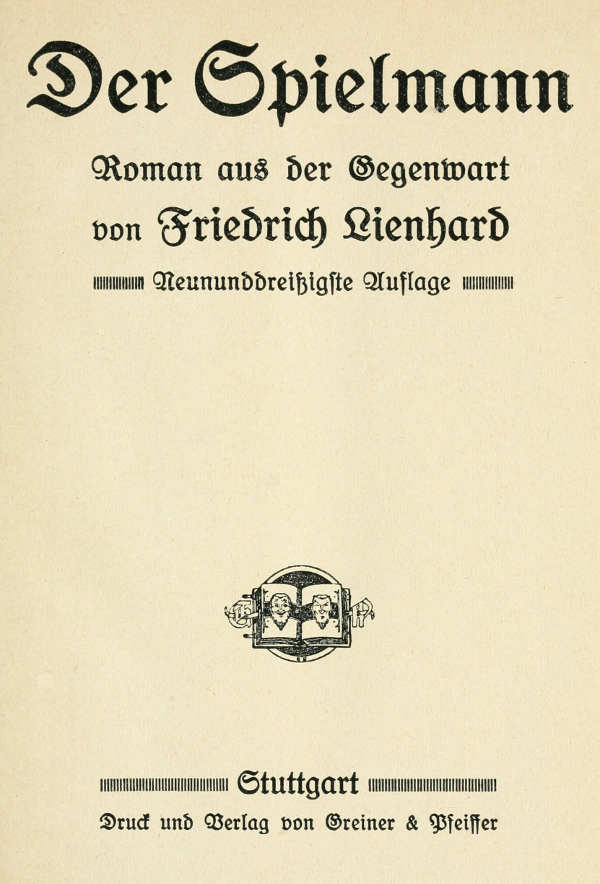 Der Spielmann
Roman aus der Gegenwart
von Friedrich Lienhard
Neununddreißigste Auflage
Stuttgart
Druck und Verlag von Greiner & Pfeiffer